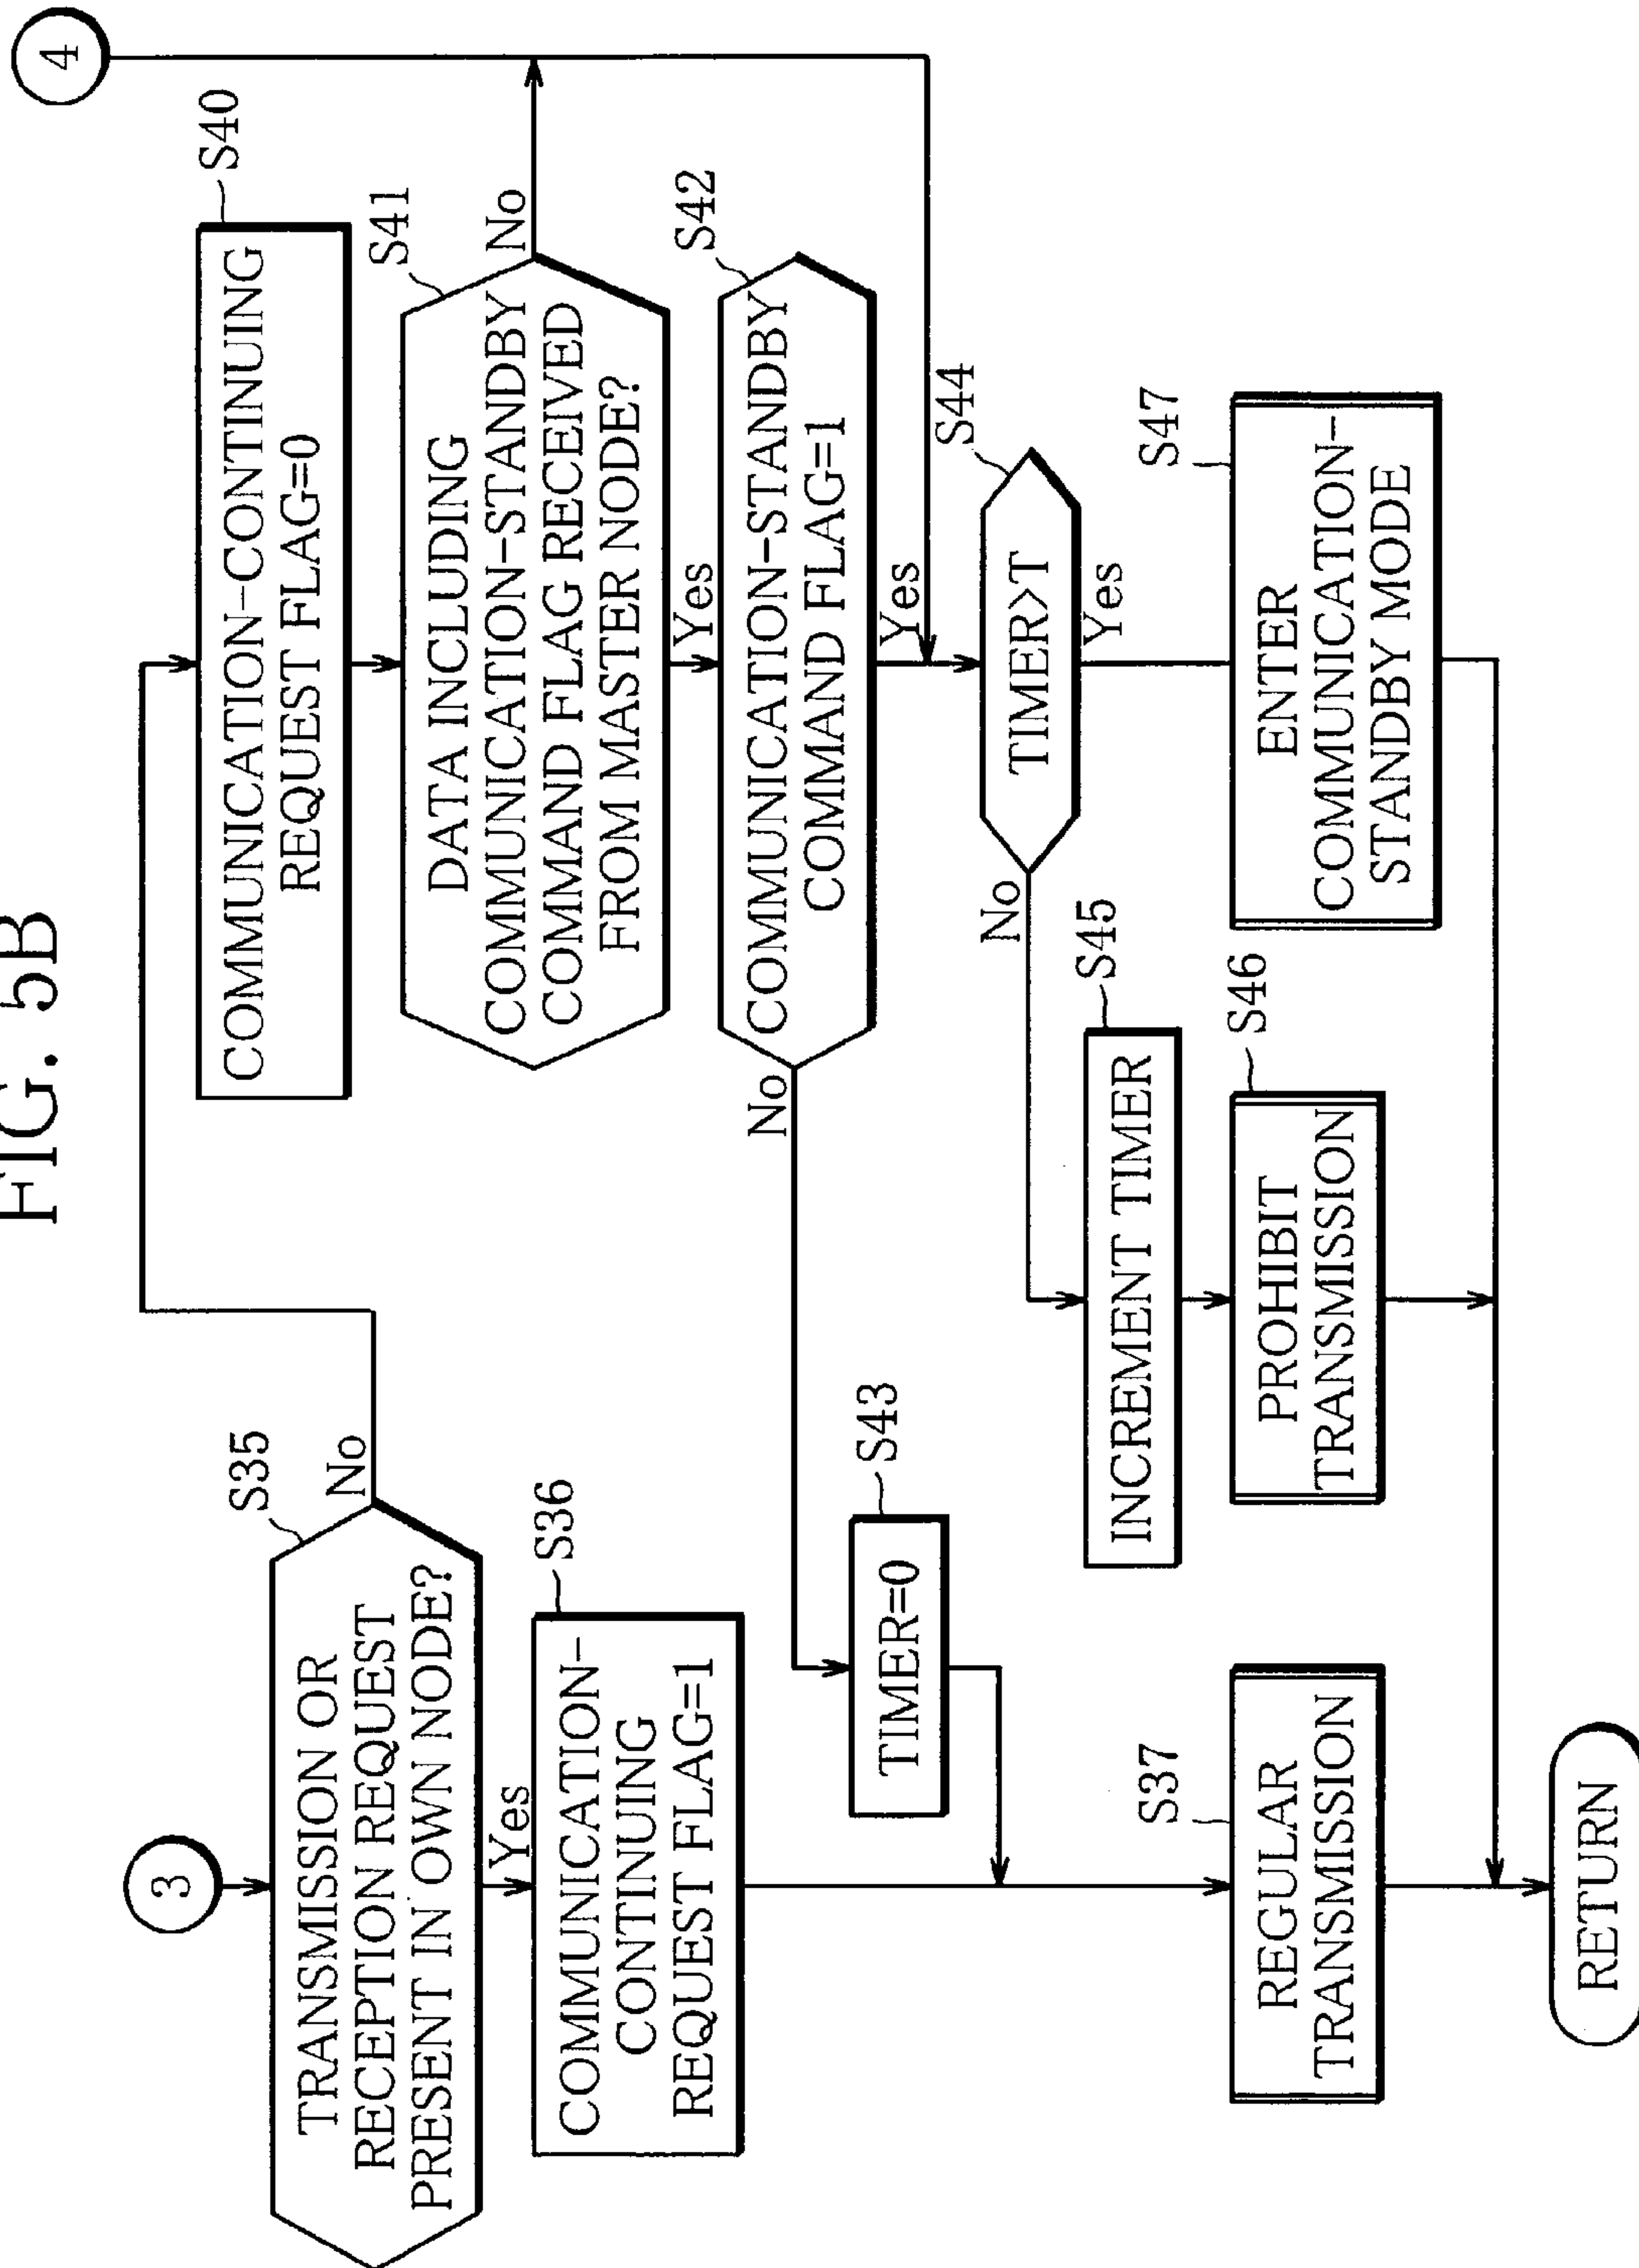 FIG. 5B
3
TRANSMISSION OR
RECEPTION REQUEST
PRESENT IN OWN NODE?
S35
No
Yes
COMMUNICATION-
CONTINUING
REQUEST FLAG=1
S36
4
COMMUNICATION-CONTINUING
REQUEST FLAG=0
S40
DATA INCLUDING
COMMUNICATION-STANDBY
COMMAND FLAG RECEIVED
FROM MASTER NODE?
S41
No
Yes
COMMUNICATION-STANDBY
COMMAND FLAG=1
S42
No
Yes
TIMER=0
S43
TIMER>T
S44
No
Yes
INCREMENT TIMER
S45
REGULAR
TRANSMISSION
S37
PROHIBIT
TRANSMISSION
S46
ENTER
COMMUNICATION-
STANDBY MODE
S47
RETURN